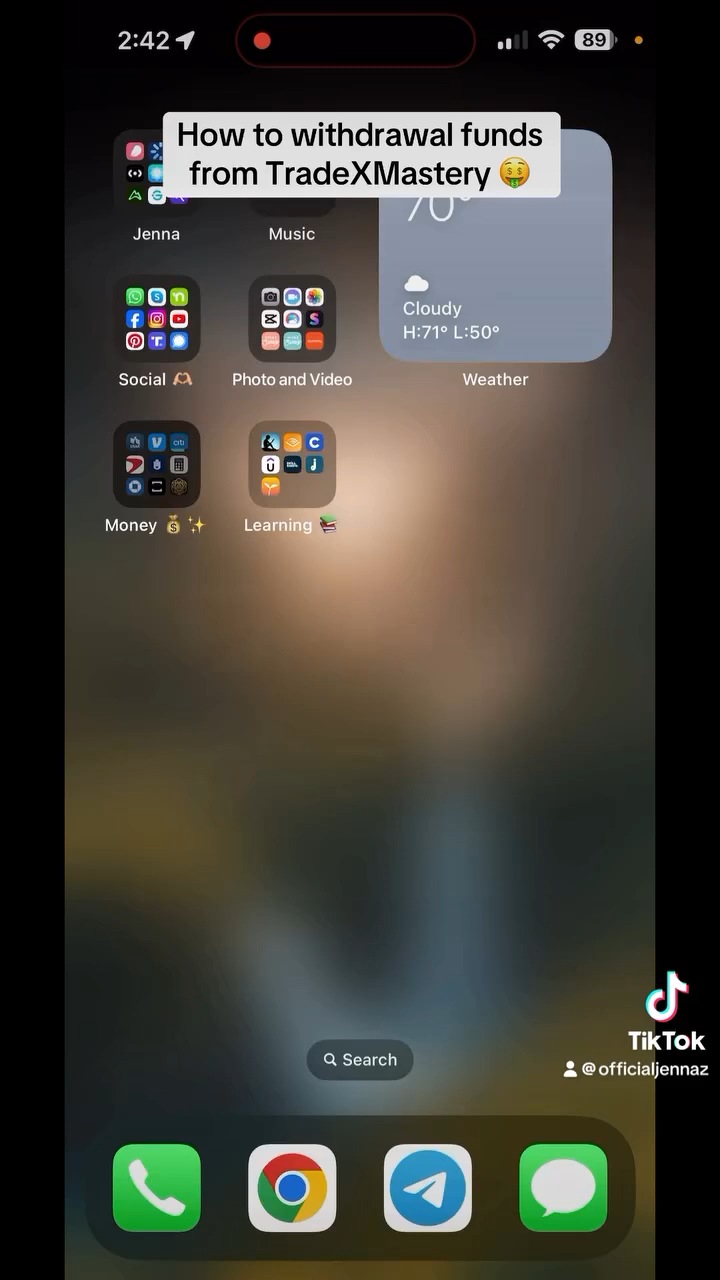 2:42
89
How to withdrawal funds
from TradeXMastery 🤑
70°
Cloudy
H:71° L:50°
Jenna
Music
Social 🫶🏼
Photo and Video
Weather
Money 💰✨
Learning 📚
Search
TikTok
@officialjennaz